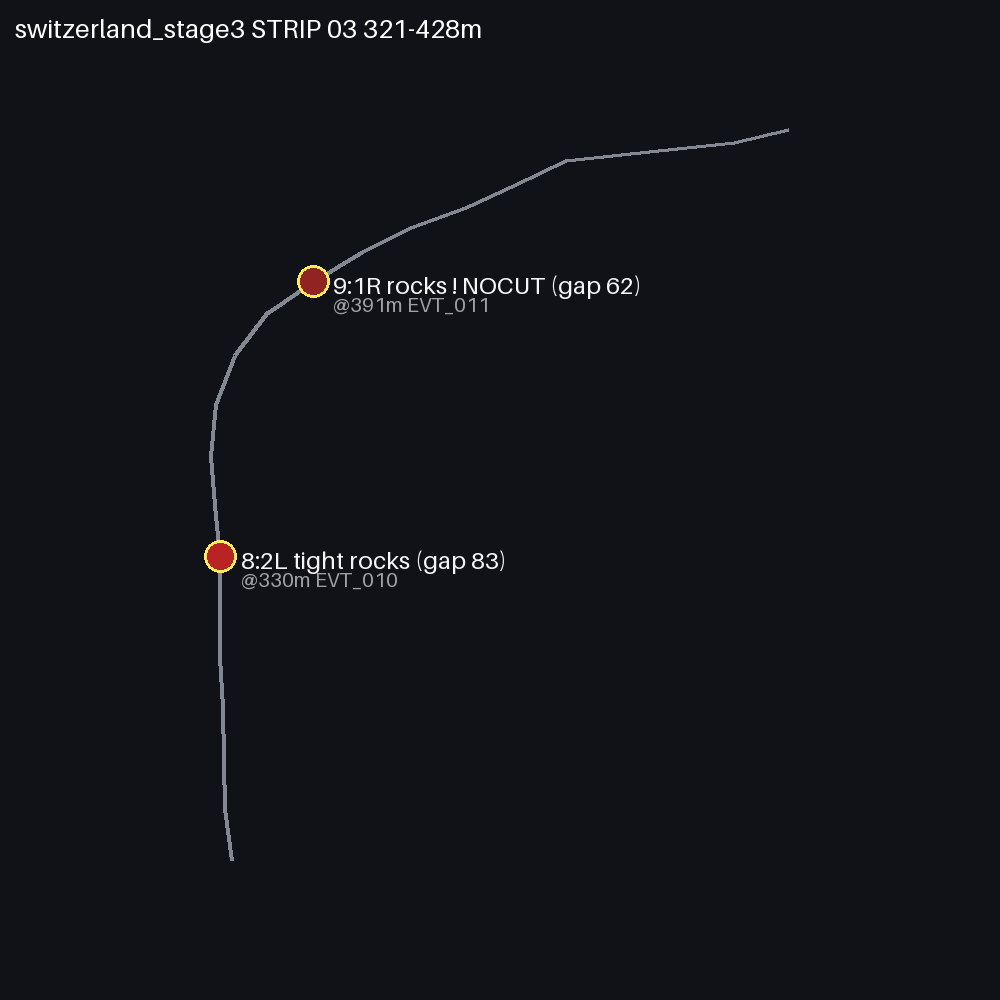 switzerland_stage3 STRIP 03 321-428m
9:1R rocks ! NOCUT (gap 62)
@391m EVT_011
8:2L tight rocks (gap 83)
@330m EVT_010